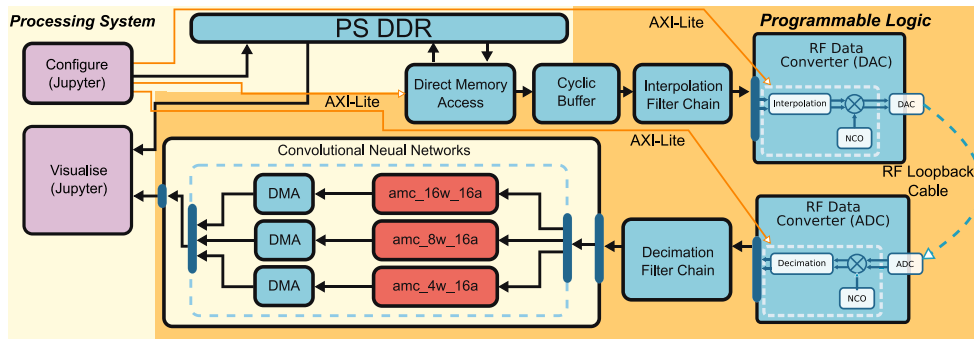 Processing System
PS DDR
AXI-Lite
Programmable Logic
Configure
(Jupyter)
AXI-Lite
Direct Memory
Access
Cyclic
Buffer
Interpolation
Filter Chain
RF Data
Converter (DAC)
Interpolation
DAC
NCO
AXI-Lite
RF Loopback
Cable
Visualise
(Jupyter)
Convolutional Neural Networks
DMA
amc_16w_16a
DMA
amc_8w_16a
DMA
amc_4w_16a
Decimation
Filter Chain
RF Data
Converter (ADC)
Decimation
ADC
NCO